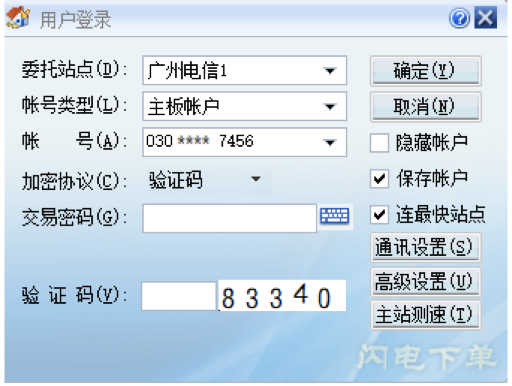 用户登录
委托站点(D): 广州电信1 确定(Y)
帐号类型(L): 主板帐户 取消(N)
帐 号(A): 030 **** 7456 隐藏帐户
加密协议(C): 验证码 保存帐户
交易密码(G): 连最快站点
通讯设置(S)
高级设置(U)
验 证 码(V): 83340
主站测速(T)
闪电下单